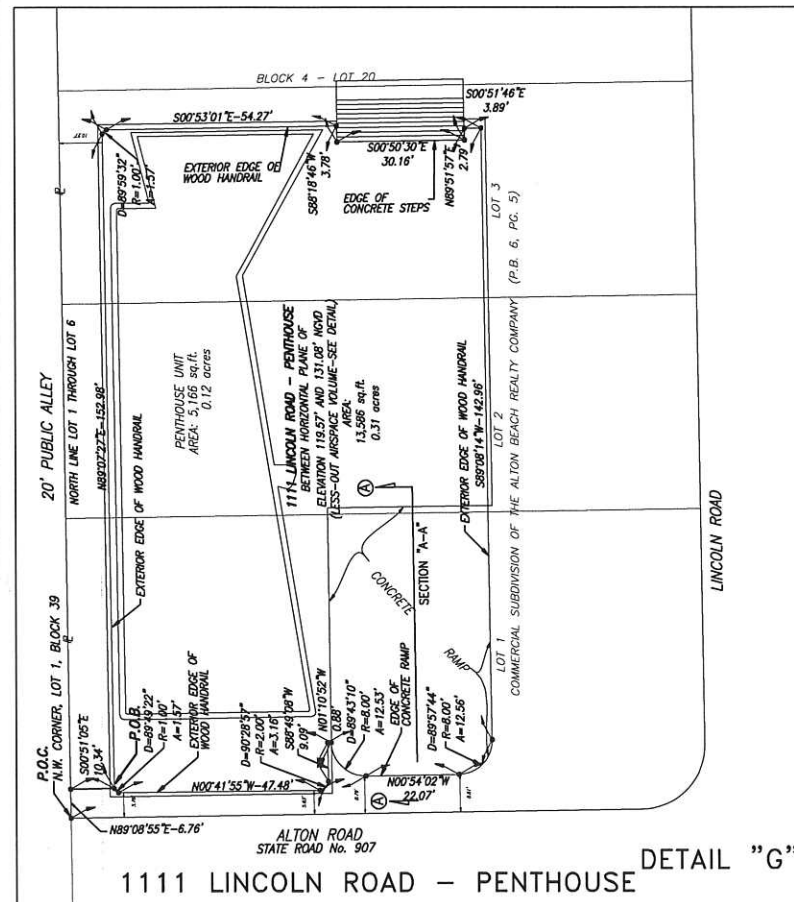 BLOCK 4 - LOT 20
S00°51'46"E
3.89'
S00°53'01"E-54.27'
EXTERIOR EDGE OF
WOOD HANDRAIL
D=89°59'32"
R=1.00'
A=1.57'
S88°18'46"W
3.78'
S00°50'30"E
30.16'
EDGE OF
CONCRETE STEPS
N89°51'57"E
2.79'
LOT 3
20' PUBLIC ALLEY
NORTH LINE LOT 1 THROUGH LOT 6
N89°07'27"E-152.98'
PENTHOUSE UNIT
AREA: 5,166 sq.ft.
0.12 acres
1111 LINCOLN ROAD - PENTHOUSE
BETWEEN HORIZONTAL PLANE OF
ELEVATION 119.57' AND 131.08' NGVD
(LESS-OUT AIRSPACE VOLUME-SEE DETAIL)
AREA:
13,586 sq.ft.
0.31 acres
EXTERIOR EDGE OF WOOD HANDRAIL
S89°08'14"W-142.96'
LOT 2
COMMERCIAL SUBDIVISION OF THE ALTON BEACH REALTY COMPANY (P.B. 6, PG. 5)
LINCOLN ROAD
EXTERIOR EDGE OF WOOD HANDRAIL
A
SECTION "A-A"
CONCRETE
RAMP
LOT 1
P.O.C.
N.W. CORNER, LOT 1, BLOCK 39
S00°51'05"E
10.34'
P.O.B.
D=89°49'22"
R=1.00'
A=1.57'
EXTERIOR EDGE OF
WOOD HANDRAIL
D=90°28'57"
R=2.00'
A=3.16'
S88°49'08"W
9.09'
N01°10'52"W
0.88'
D=89°43'10"
R=8.00'
A=12.53'
EDGE OF
CONCRETE RAMP
D=89°57'44"
R=8.00'
A=12.56'
N00°41'55"W-47.48'
N00°54'02"W
22.07'
A
N89°08'55"E-6.76'
ALTON ROAD
STATE ROAD No. 907
DETAIL "G"
1111 LINCOLN ROAD - PENTHOUSE